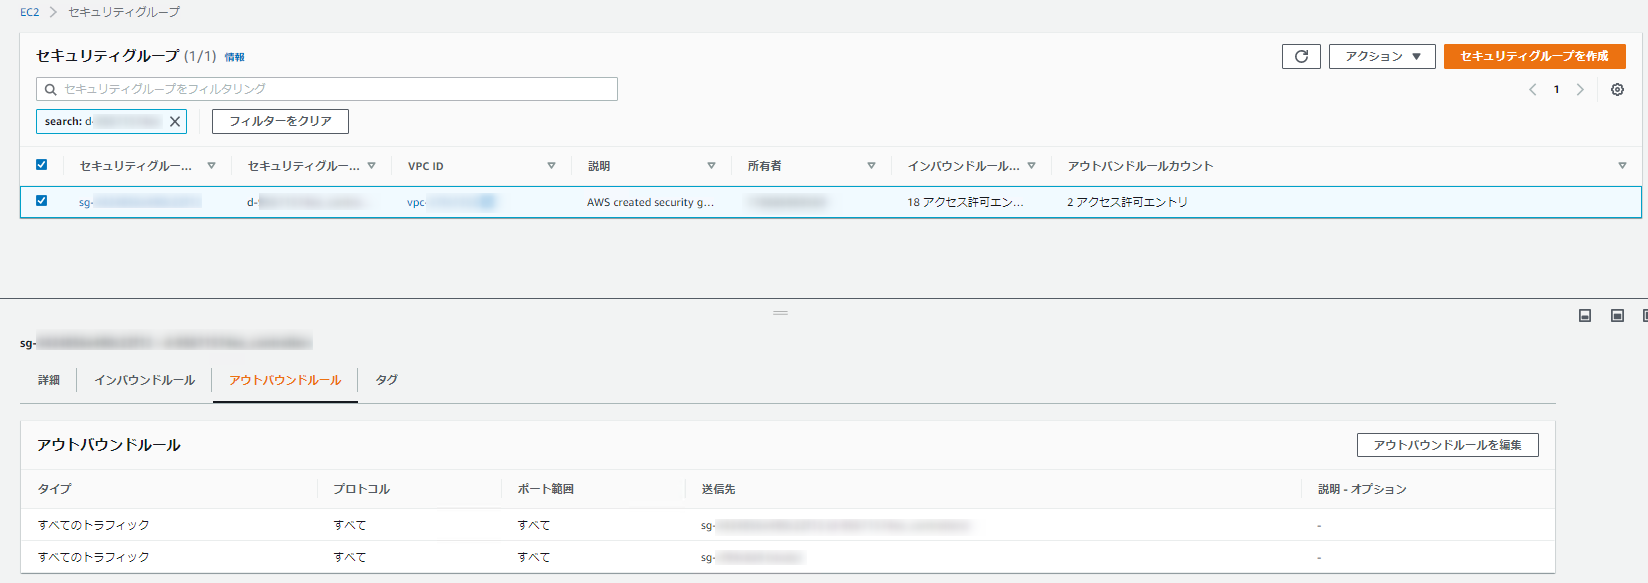 EC2 > セキュリティグループ
セキュリティグループ (1/1) 情報
アクション ▼
セキュリティグループを作成
セキュリティグループをフィルタリング
< 1 >
search: d-
フィルターをクリア
セキュリティグルー... セキュリティグルー... VPC ID 説明 所有者 インバウンドルール... アウトバンドルールカウント
sg- d- vpc- AWS created security g... 18 アクセス許可エン... 2 アクセス許可エントリ
sg-
詳細 インバウンドルール アウトバウンドルール タグ
アウトバウンドルール
アウトバウンドルールを編集
タイプ プロトコル ポート範囲 送信先 説明 - オプション
すべてのトラフィック すべて すべて sg- -
すべてのトラフィック すべて すべて sg- -